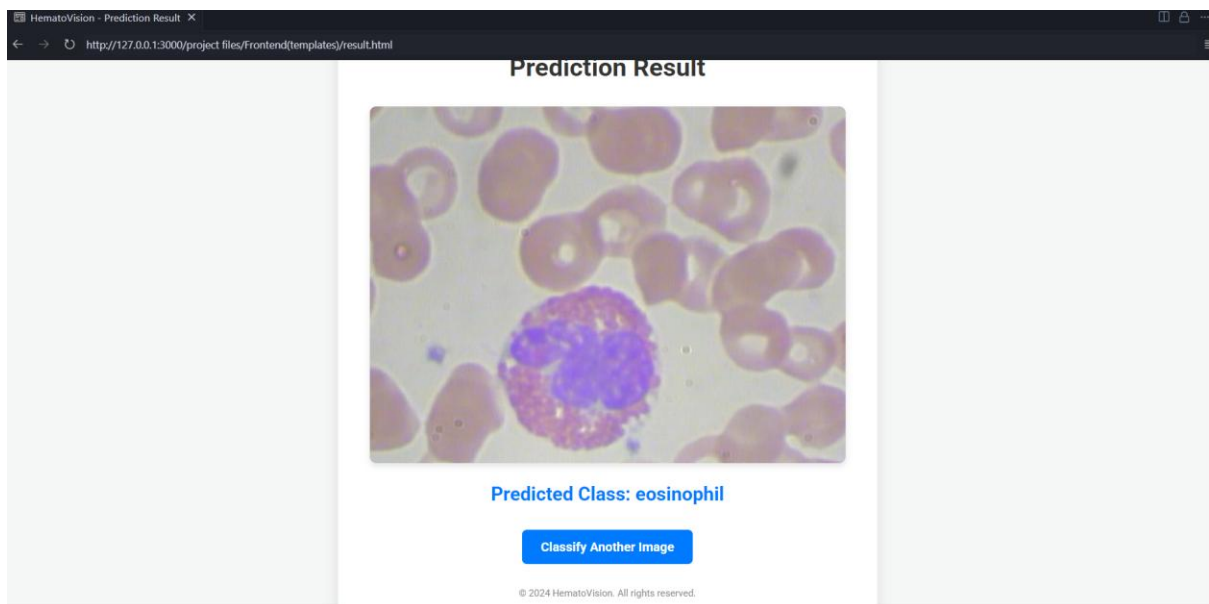 HematoVision - Prediction Result
http://127.0.0.1:3000/project files/Frontend(templates)/result.html
Prediction Result
Predicted Class: eosinophil
Classify Another Image
© 2024 HematoVision. All rights reserved.